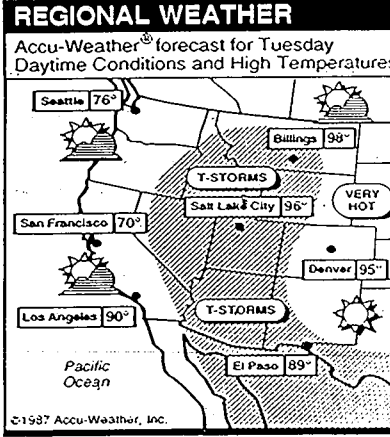 REGIONAL WEATHER
Accu-Weather® forecast for Tuesday
Daytime Conditions and High Temperatures
Seattle 76°
Billings 98°
T-STORMS
Salt Lake City 96°
VERY
HOT
San Francisco 70°
Denver 95°
T-STORMS
Los Angeles 90°
El Paso 89°
Pacific
Ocean
©1987 Accu-Weather, Inc.